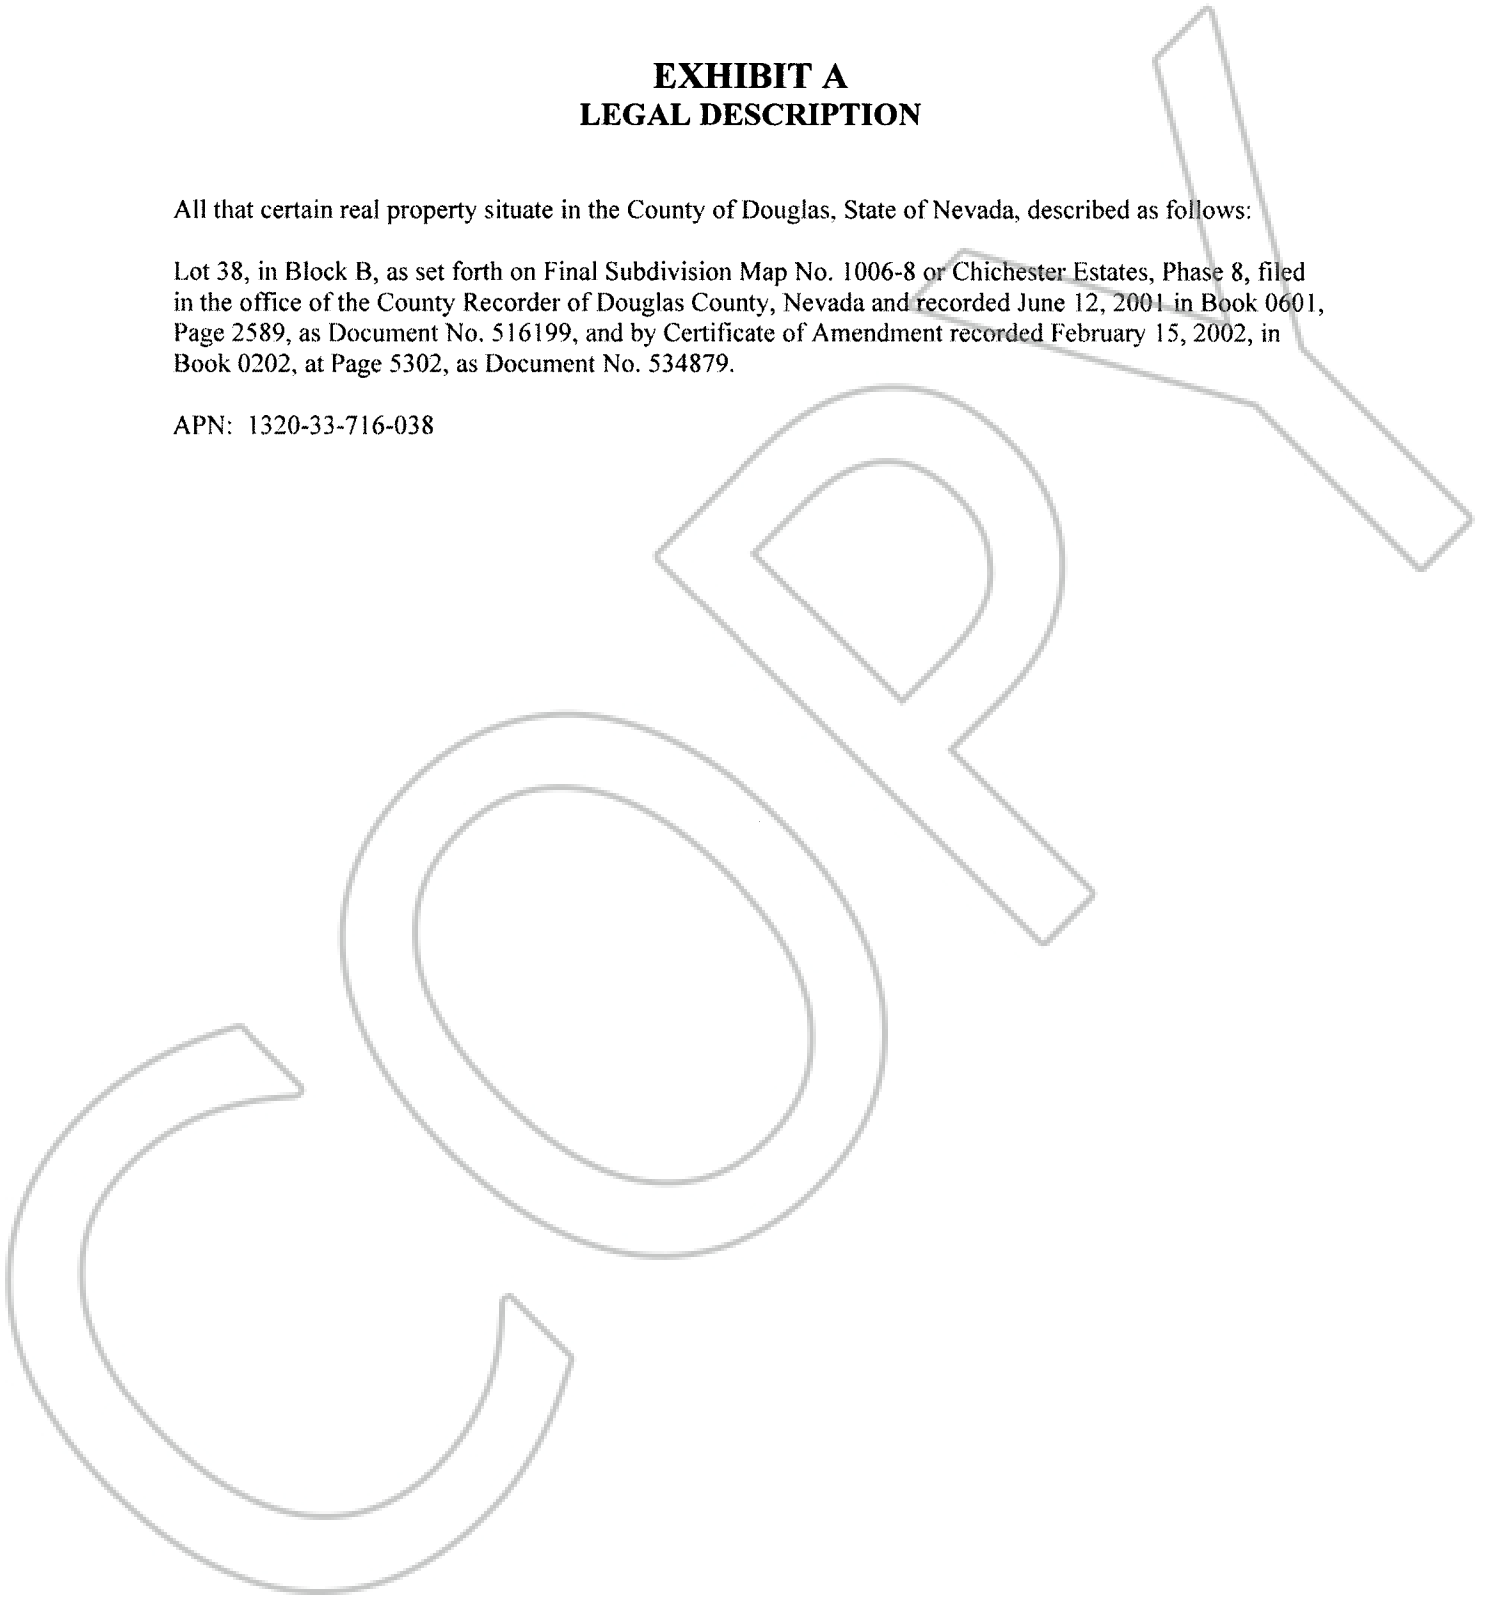 EXHIBIT A
LEGAL DESCRIPTION
All that certain real property situate in the County of Douglas, State of Nevada, described as follows:
Lot 38, in Block B, as set forth on Final Subdivision Map No. 1006-8 or Chichester Estates, Phase 8, filed
in the office of the County Recorder of Douglas County, Nevada and recorded June 12, 2001 in Book 0601,
Page 2589, as Document No. 516199, and by Certificate of Amendment recorded February 15, 2002, in
Book 0202, at Page 5302, as Document No. 534879.
APN: 1320-33-716-038
COPY